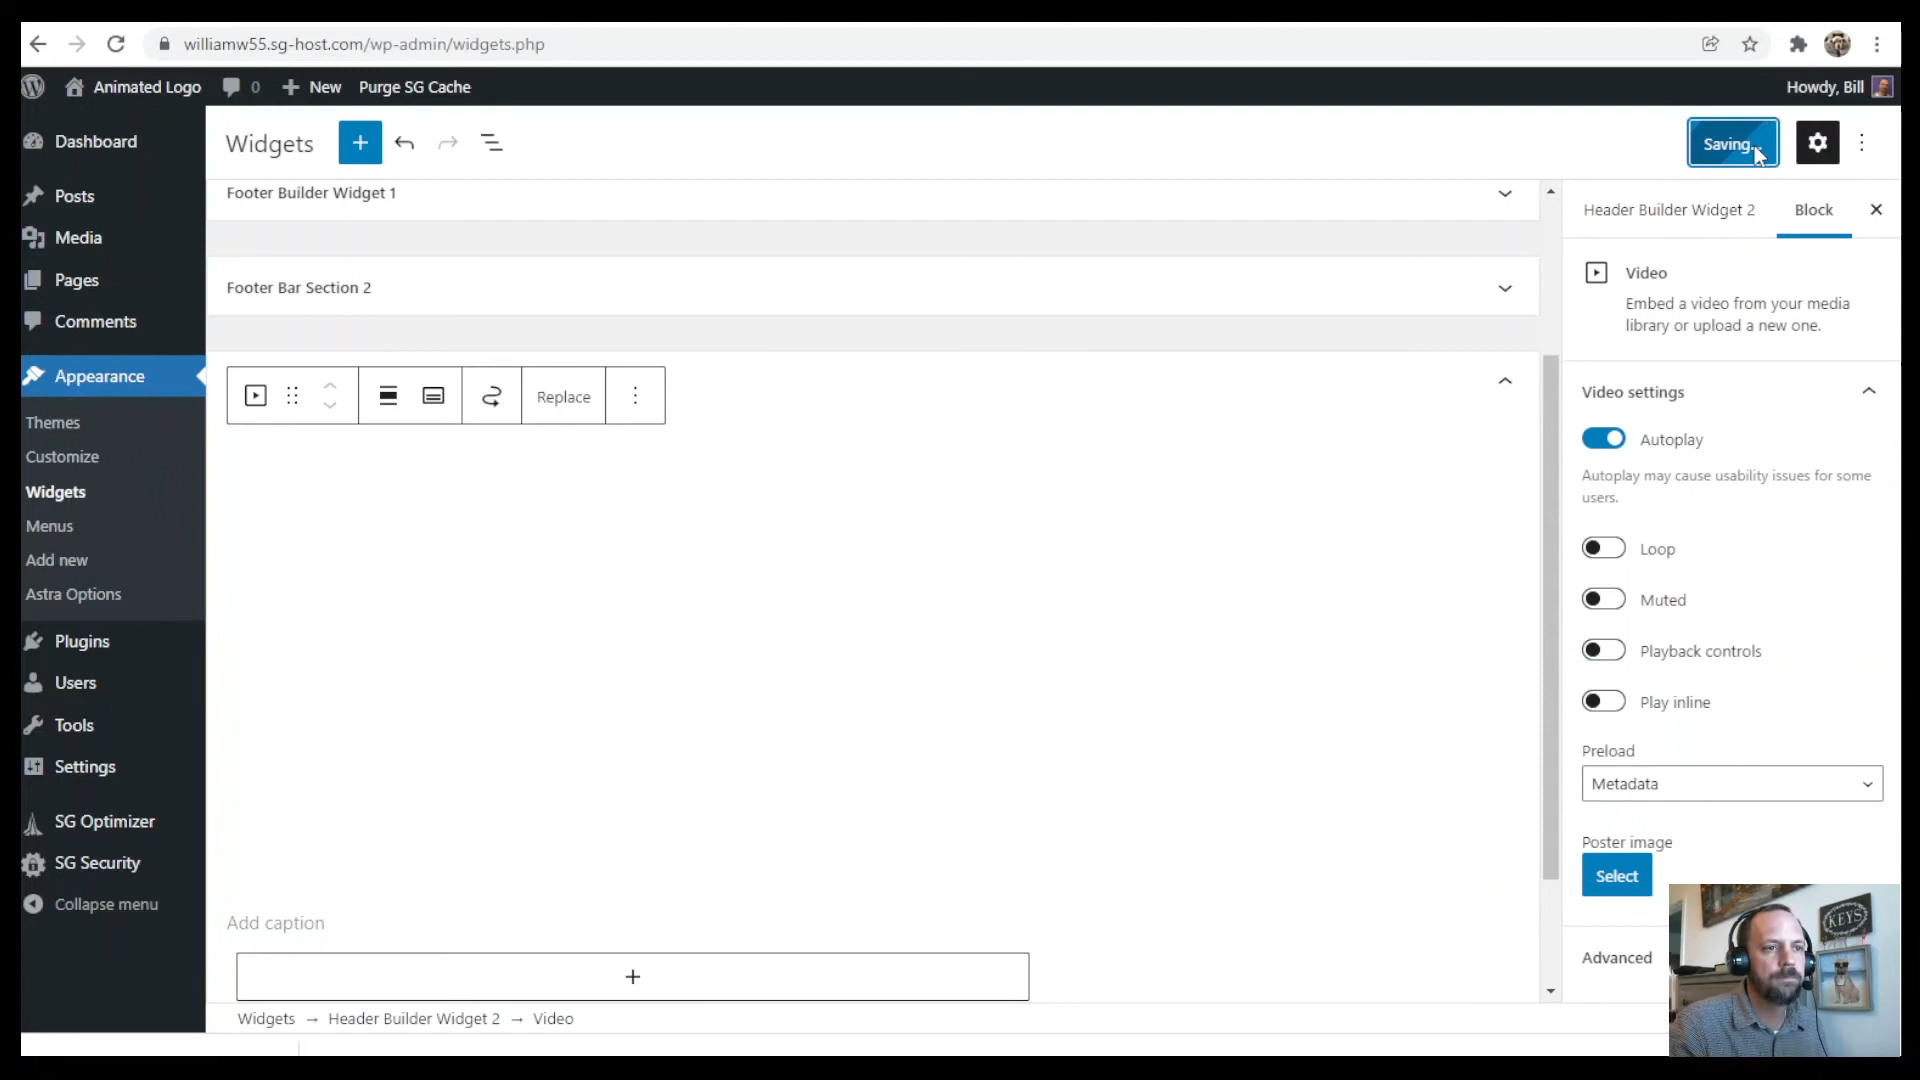 williamw55.sg-host.com/wp-admin/widgets.php
Animated Logo 0 New Purge SG Cache Howdy, Bill
Dashboard
Posts
Media
Pages
Comments
Appearance
Themes
Customize
Widgets
Menus
Add new
Astra Options
Plugins
Users
Tools
Settings
SG Optimizer
SG Security
Collapse menu
Widgets
Saving...
Footer Builder Widget 1
Footer Bar Section 2
Replace
Add caption
Widgets → Header Builder Widget 2 → Video
Header Builder Widget 2 Block
Video
Embed a video from your media
library or upload a new one.
Video settings
Autoplay
Autoplay may cause usability issues for some
users.
Loop
Muted
Playback controls
Play inline
Preload
Metadata
Poster image
Select
Advanced
KEYS